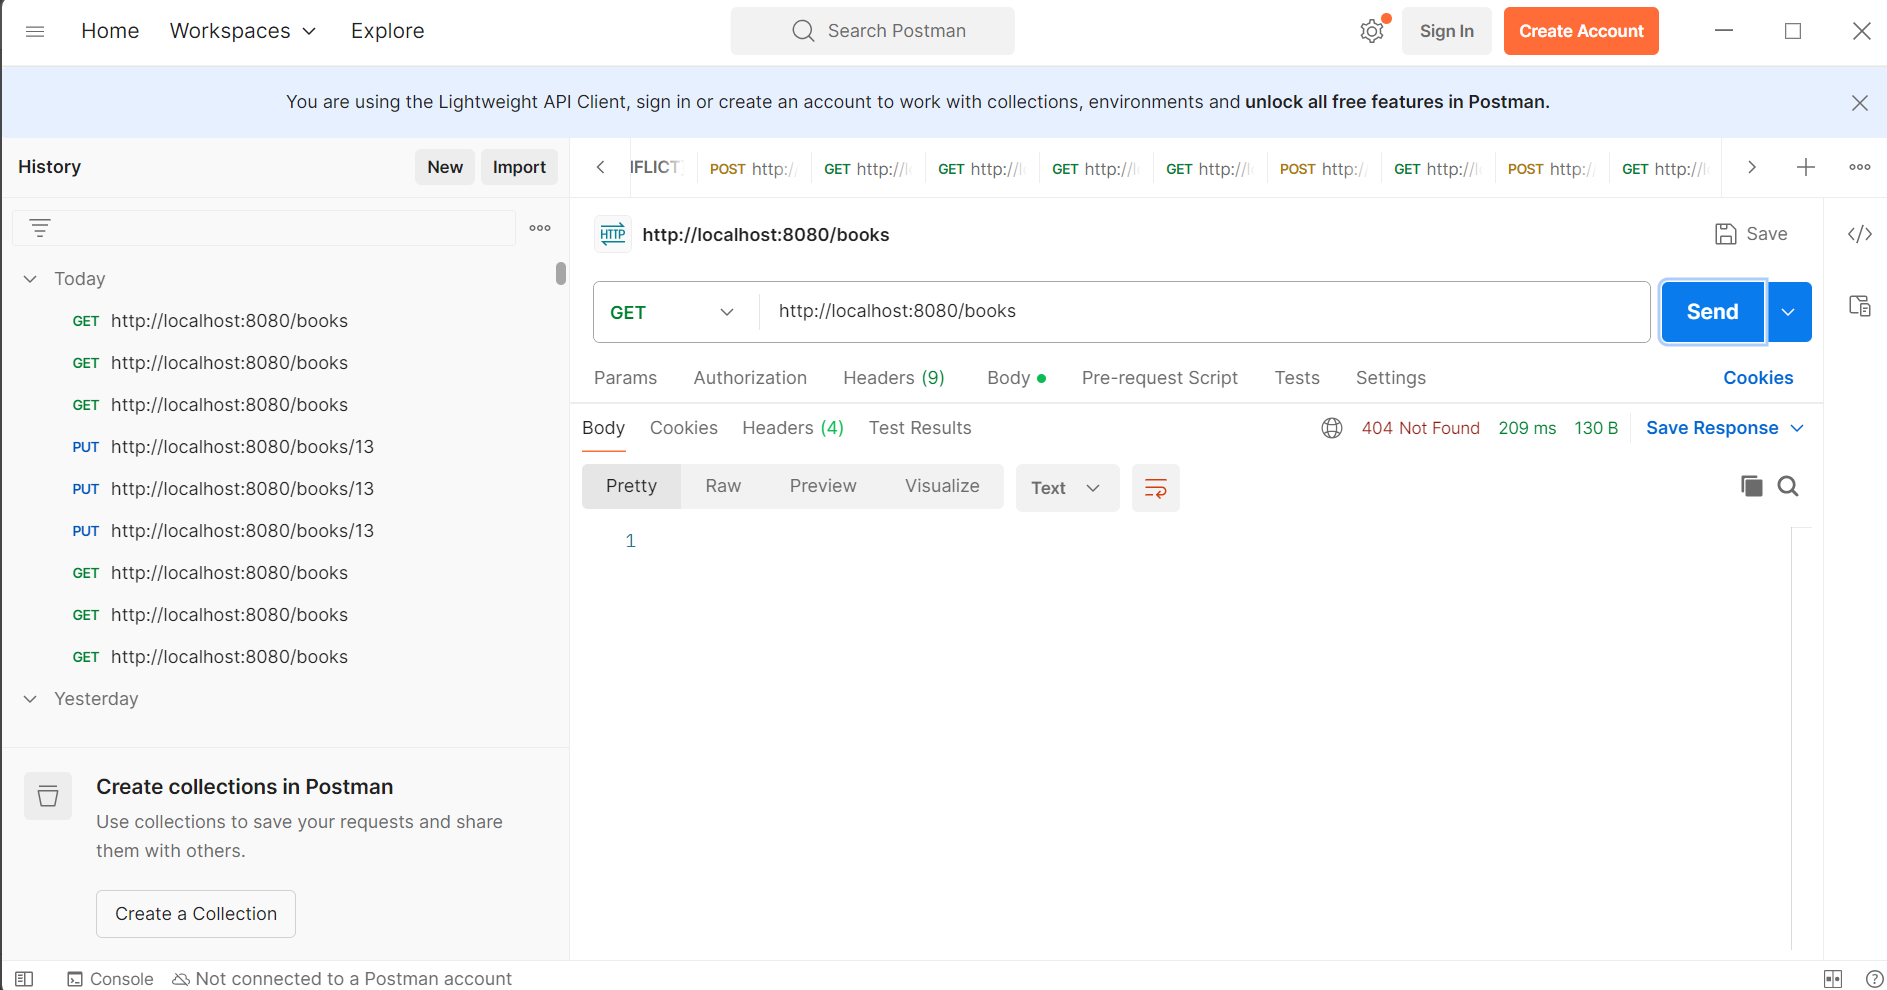 Home Workspaces Explore Search Postman Sign In Create Account
You are using the Lightweight API Client, sign in or create an account to work with collections, environments and unlock all free features in Postman.
History New Import
NFLICT POST http:/ GET http://l GET http://l GET http://l GET http://l POST http:/ GET http://l POST http:/ GET http://l
Today
GET http://localhost:8080/books
GET http://localhost:8080/books
GET http://localhost:8080/books
PUT http://localhost:8080/books/13
PUT http://localhost:8080/books/13
PUT http://localhost:8080/books/13
GET http://localhost:8080/books
GET http://localhost:8080/books
GET http://localhost:8080/books
Yesterday
Create collections in Postman
Use collections to save your requests and share
them with others.
Create a Collection
HTTP http://localhost:8080/books Save
GET http://localhost:8080/books Send
Params Authorization Headers (9) Body Pre-request Script Tests Settings Cookies
Body Cookies Headers (4) Test Results 404 Not Found 209 ms 130 B Save Response
Pretty Raw Preview Visualize Text
1
Console Not connected to a Postman account